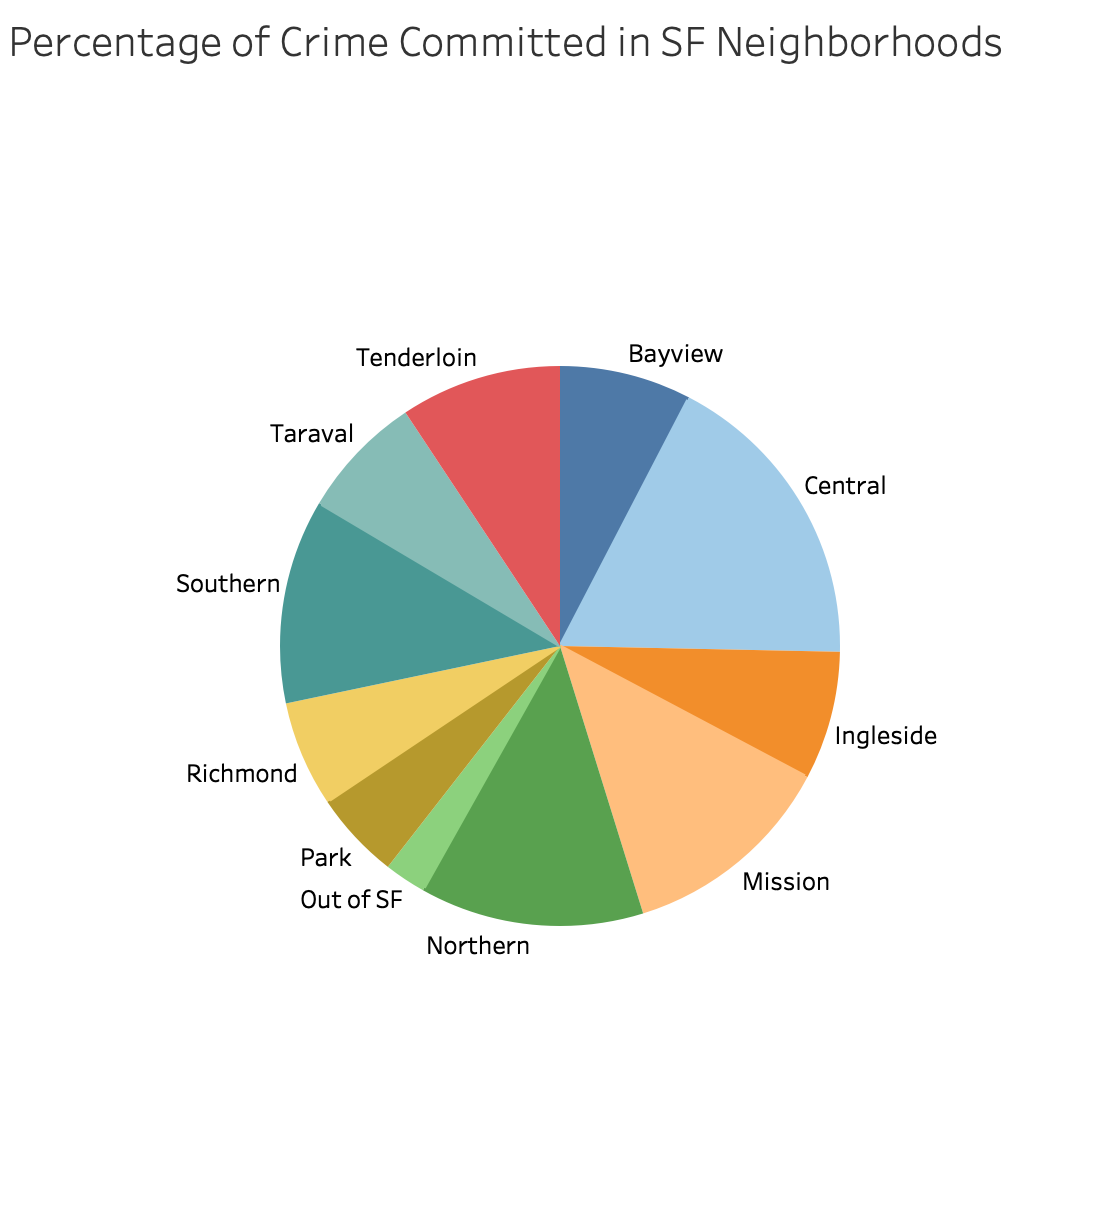 Percentage of Crime Committed in SF Neighborhoods
Bayview
Tenderloin
Taraval
Central
Southern
Ingleside
Richmond
Park
Mission
Out of SF
Northern